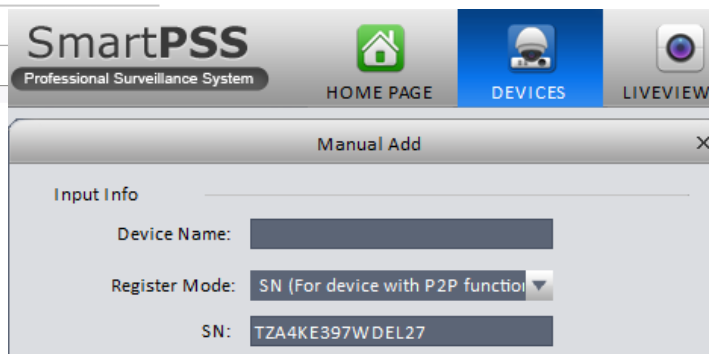 SmartPSS
Professional Surveillance System
HOME PAGE
DEVICES
LIVEVIEW
Manual Add
Input Info
Device Name:
Register Mode: SN (For device with P2P function
SN: TZA4KE397WDEL27